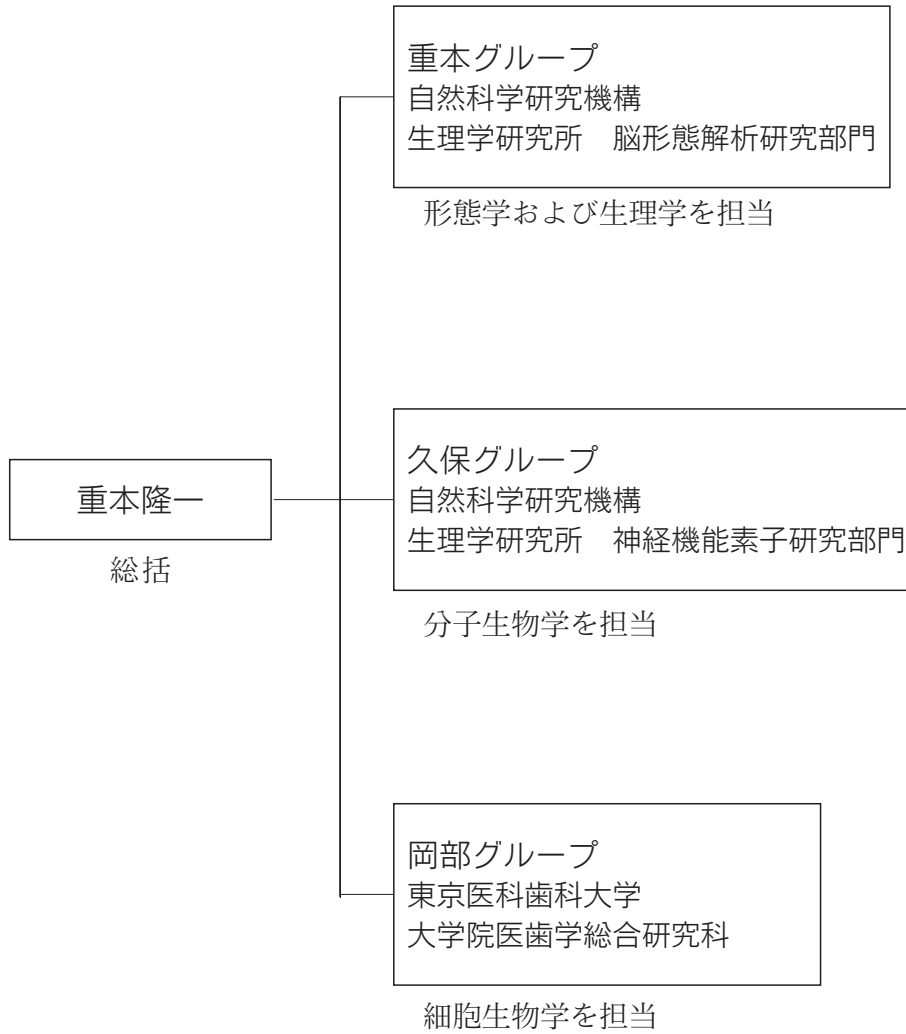 重本グループ
自然科学研究機構
生理学研究所　脳形態解析研究部門
形態学および生理学を担当
久保グループ
自然科学研究機構
生理学研究所　神経機能素子研究部門
分子生物学を担当
重本隆一
総括
岡部グループ
東京医科歯科大学
大学院医歯学総合研究科
細胞生物学を担当